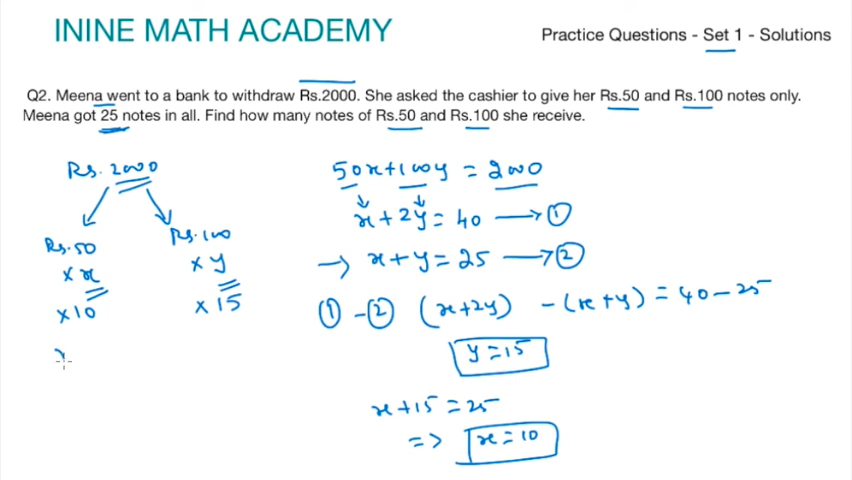 ININE MATH ACADEMY
Practice Questions - Set 1 - Solutions
Q2. Meena went to a bank to withdraw Rs.2000. She asked the cashier to give her Rs.50 and Rs.100 notes only.
Meena got 25 notes in all. Find how many notes of Rs.50 and Rs.100 she receive.
Rs. 2000
Rs. 50
× x
× 10
Rs. 100
× y
× 15
50x + 100y = 2000
x + 2y = 40 → ①
→ x + y = 25 → ②
① - ② (x + 2y) - (x + y) = 40 - 25
y = 15
x + 15 = 25
=> x = 10